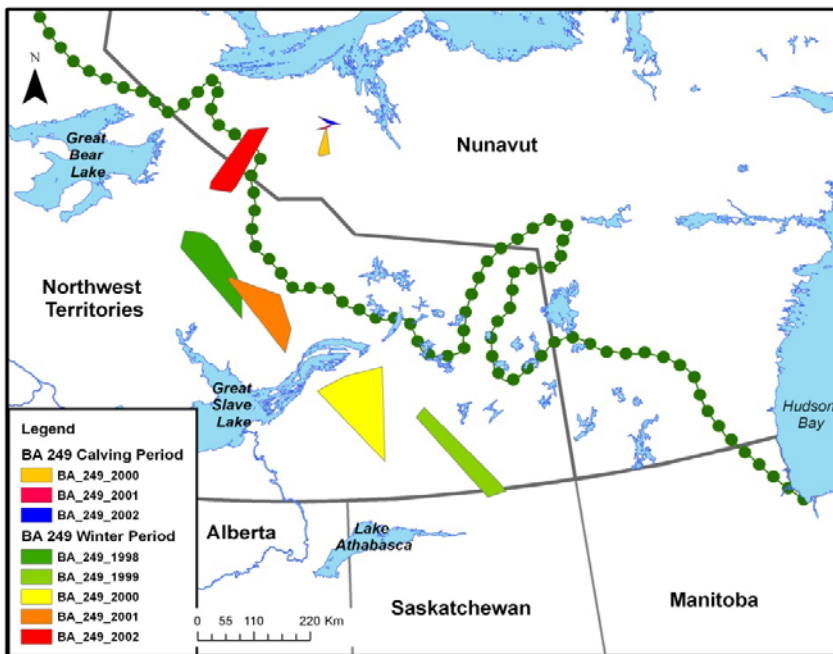 N
Great
Bear
Lake
Nunavut
Northwest
Territories
Great
Slave
Lake
Hudson
Bay
Legend
BA 249 Calving Period
BA_249_2000
BA_249_2001
BA_249_2002
BA 249 Winter Period
BA_249_1998
BA_249_1999
BA_249_2000
BA_249_2001
BA_249_2002
Alberta
Lake
Athabasca
Saskatchewan
Manitoba
0 55 110 220 Km